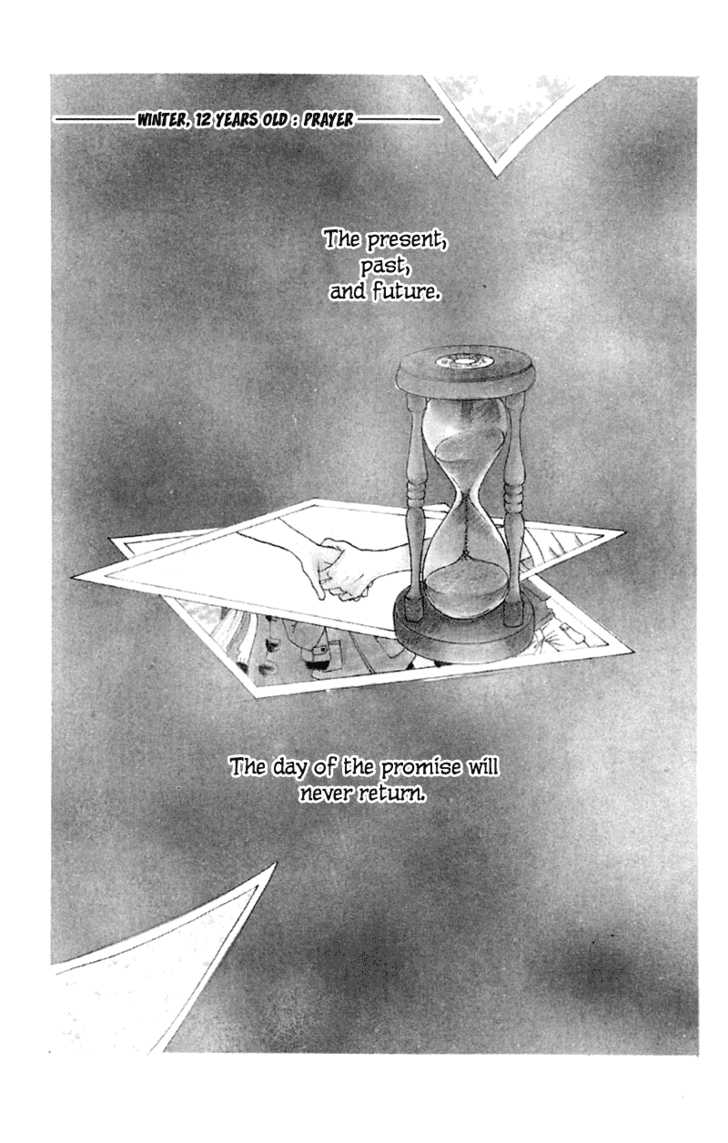 WINTER, 12 YEARS OLD : PRAYER
The present,
past,
and future.
The day of the promise will
never return.